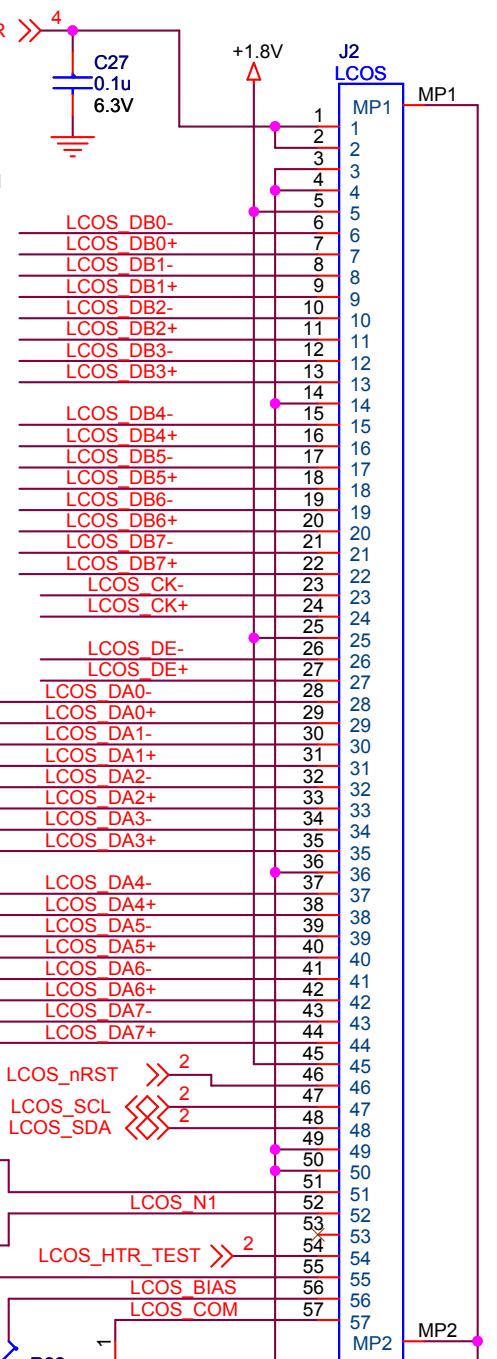 R
4
C27
0.1u
6.3V
+1.8V
J2
LCOS
MP1 MP1
1 1
2 2
3 3
4 4
5 5
LCOS_DB0- 6 6
LCOS_DB0+ 7 7
LCOS_DB1- 8 8
LCOS_DB1+ 9 9
LCOS_DB2- 10 10
LCOS_DB2+ 11 11
LCOS_DB3- 12 12
LCOS_DB3+ 13 13
14 14
LCOS_DB4- 15 15
LCOS_DB4+ 16 16
LCOS_DB5- 17 17
LCOS_DB5+ 18 18
LCOS_DB6- 19 19
LCOS_DB6+ 20 20
LCOS_DB7- 21 21
LCOS_DB7+ 22 22
LCOS_CK- 23 23
LCOS_CK+ 24 24
25 25
LCOS_DE- 26 26
LCOS_DE+ 27 27
LCOS_DA0- 28 28
LCOS_DA0+ 29 29
LCOS_DA1- 30 30
LCOS_DA1+ 31 31
LCOS_DA2- 32 32
LCOS_DA2+ 33 33
LCOS_DA3- 34 34
LCOS_DA3+ 35 35
36 36
LCOS_DA4- 37 37
LCOS_DA4+ 38 38
LCOS_DA5- 39 39
LCOS_DA5+ 40 40
LCOS_DA6- 41 41
LCOS_DA6+ 42 42
LCOS_DA7- 43 43
LCOS_DA7+ 44 44
45 45
LCOS_nRST 2 46 46
LCOS_SCL 2 47 47
LCOS_SDA 2 48 48
49 49
50 50
51 51
LCOS_N1 52 52
53 53
LCOS_HTR_TEST 2 54 54
55 55
LCOS_BIAS 56 56
LCOS_COM 57 57
1
MP2 MP2